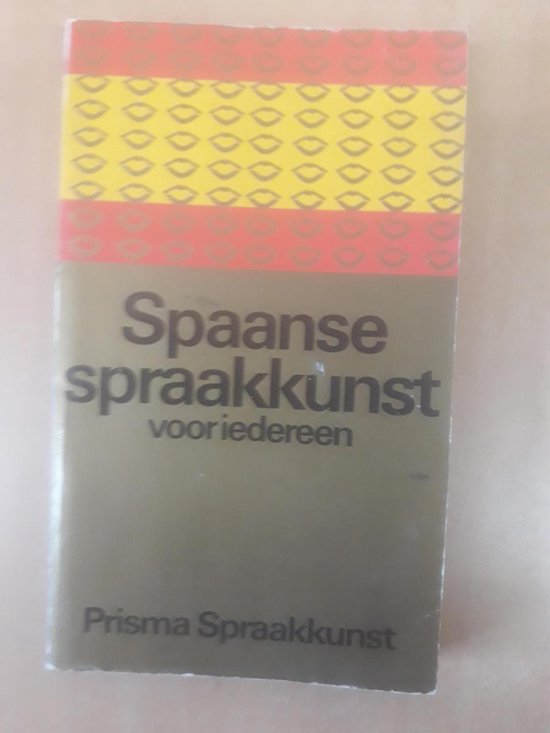 Spaanse
spraakkunst
voor iedereen
Prisma Spraakkunst